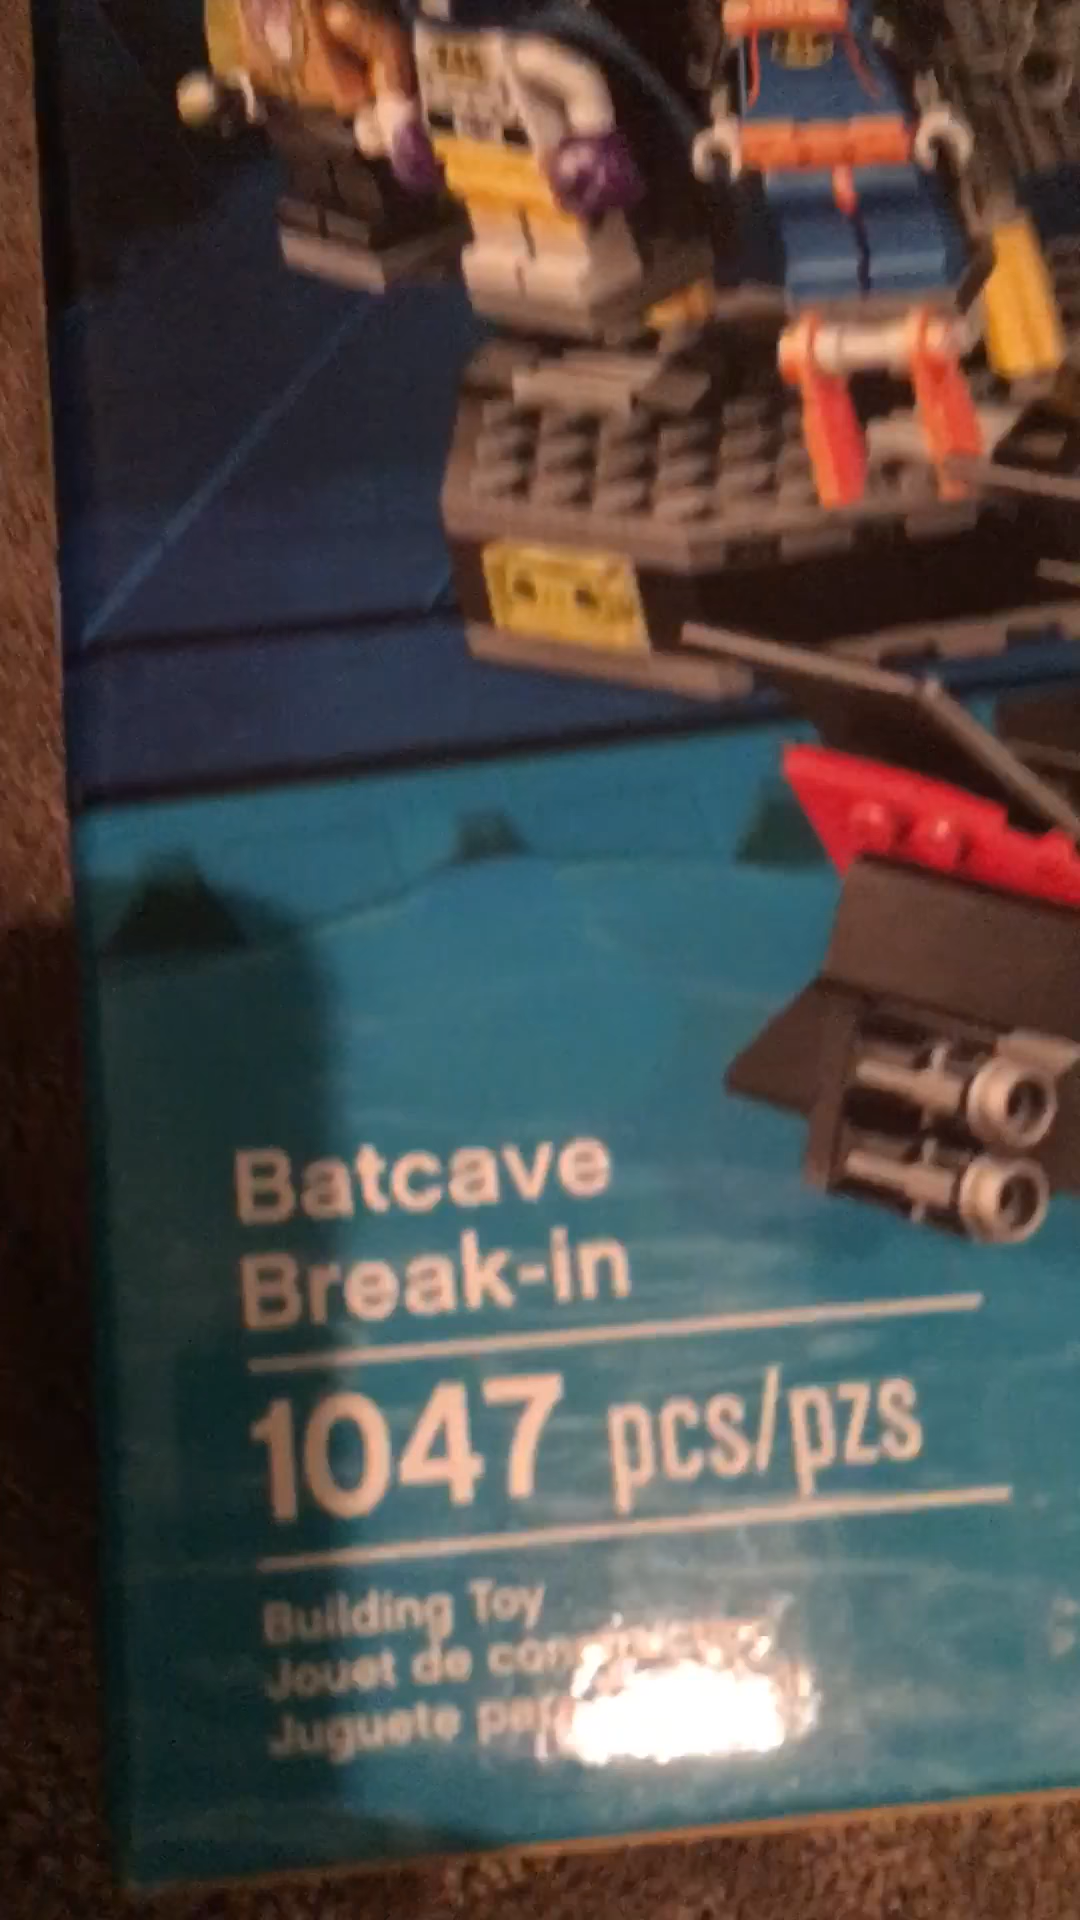 Batcave
Break-in
1047 pcs/pzs
Building Toy
Jouet de
Juguete